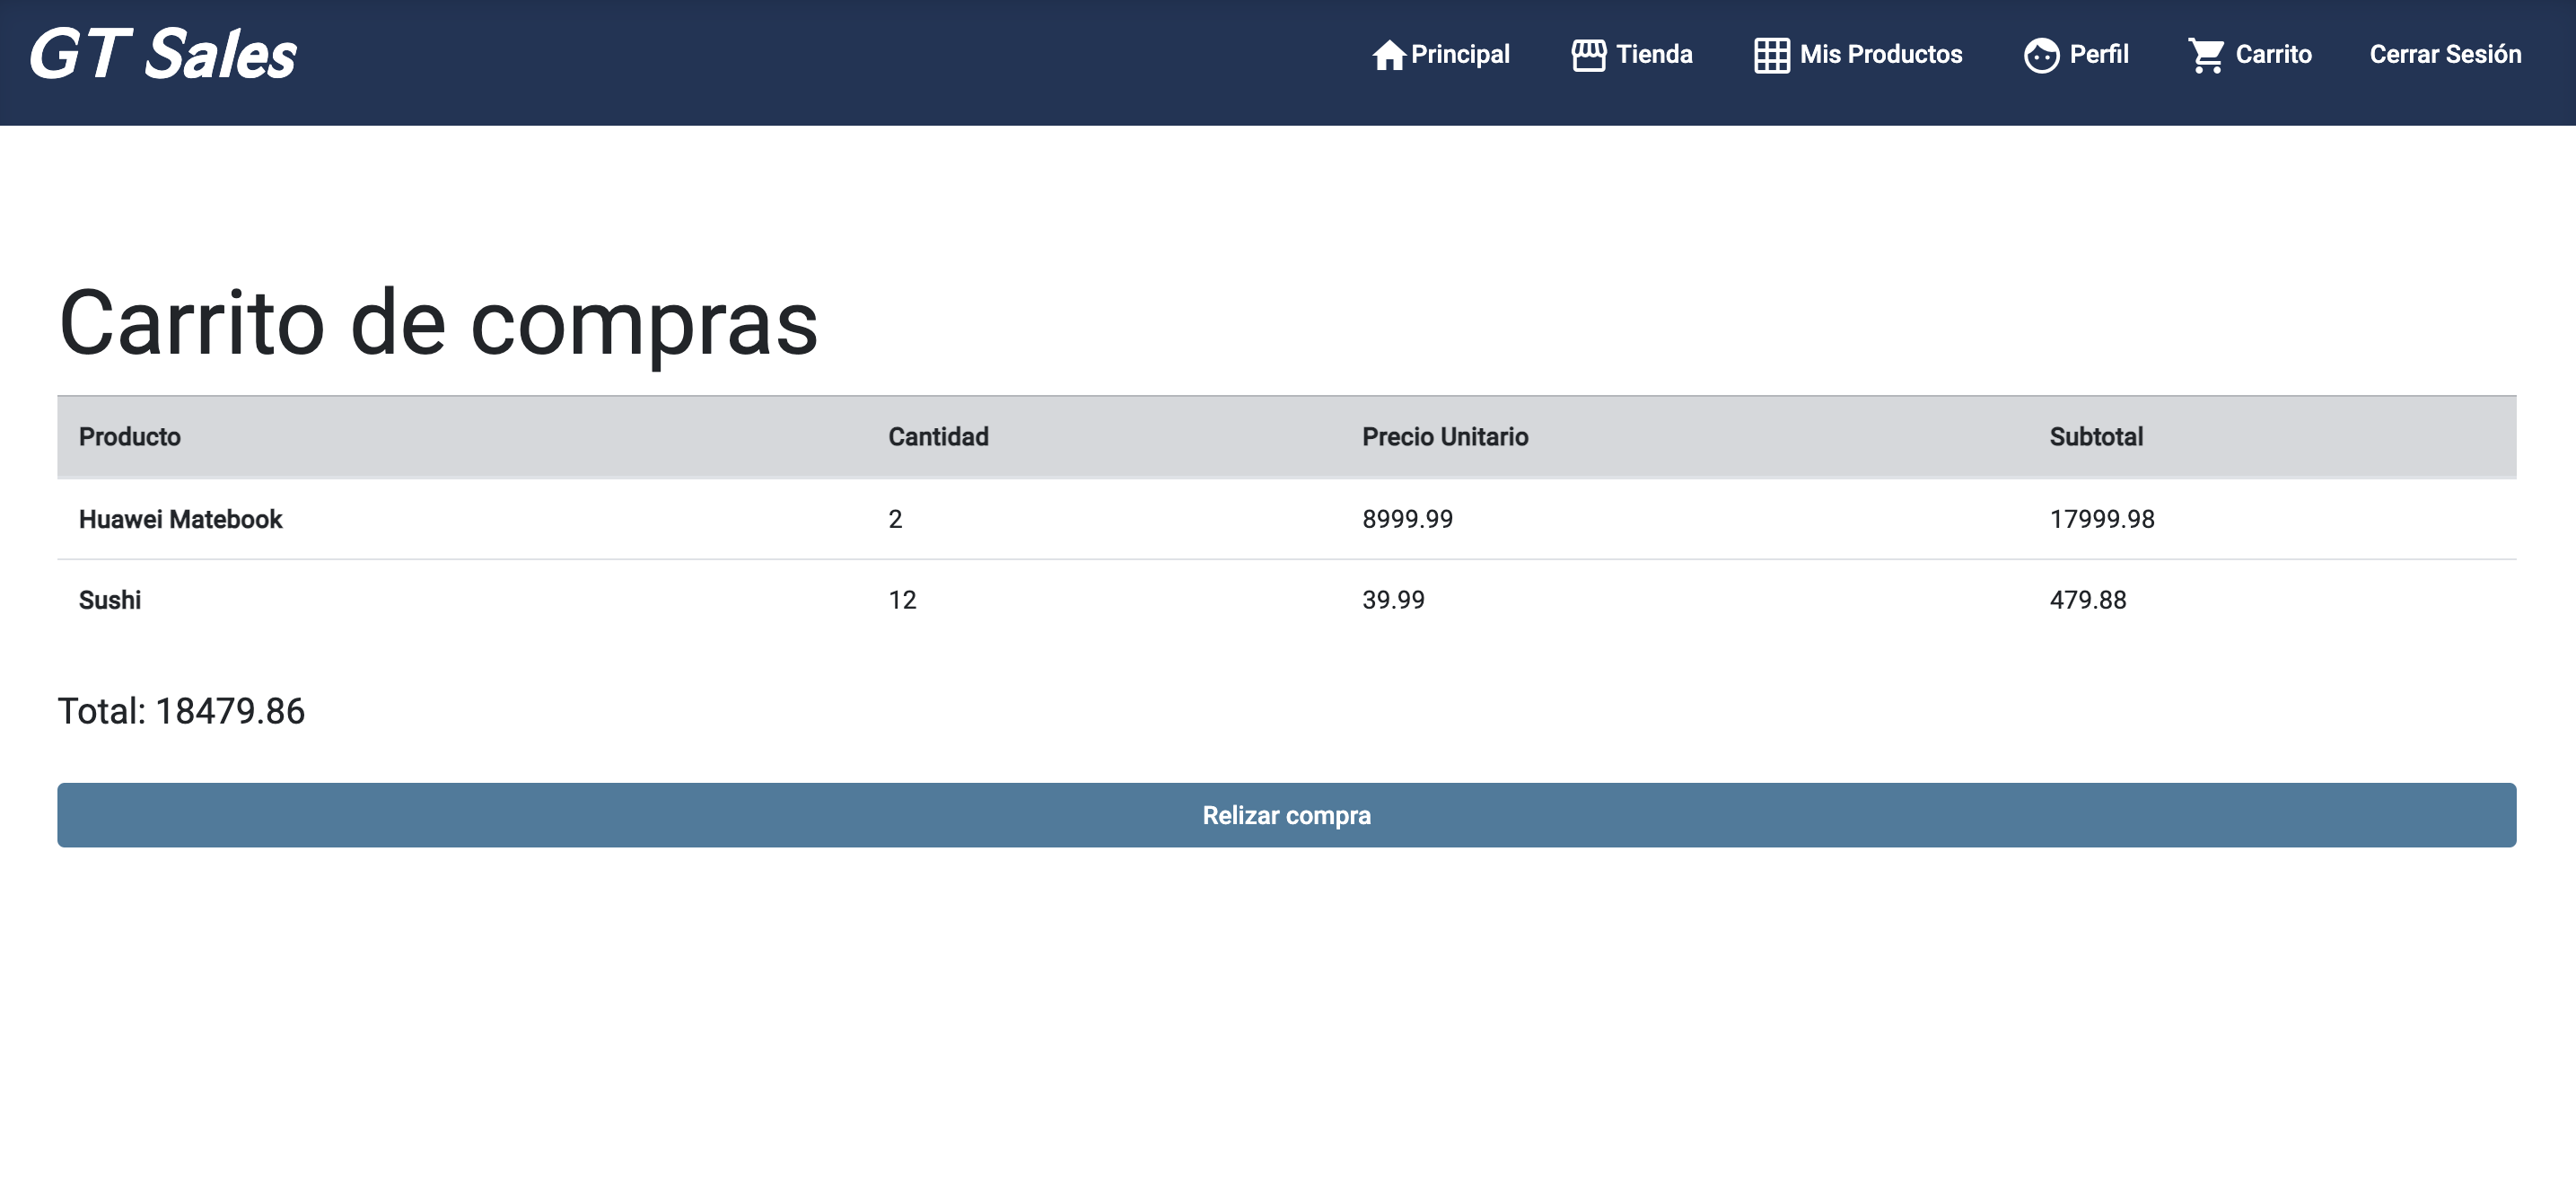 GT Sales
Principal Tienda Mis Productos Perfil Carrito Cerrar Sesión
Carrito de compras
Producto Cantidad Precio Unitario Subtotal
Huawei Matebook 2 8999.99 17999.98
Sushi 12 39.99 479.88
Total: 18479.86
Relizar compra